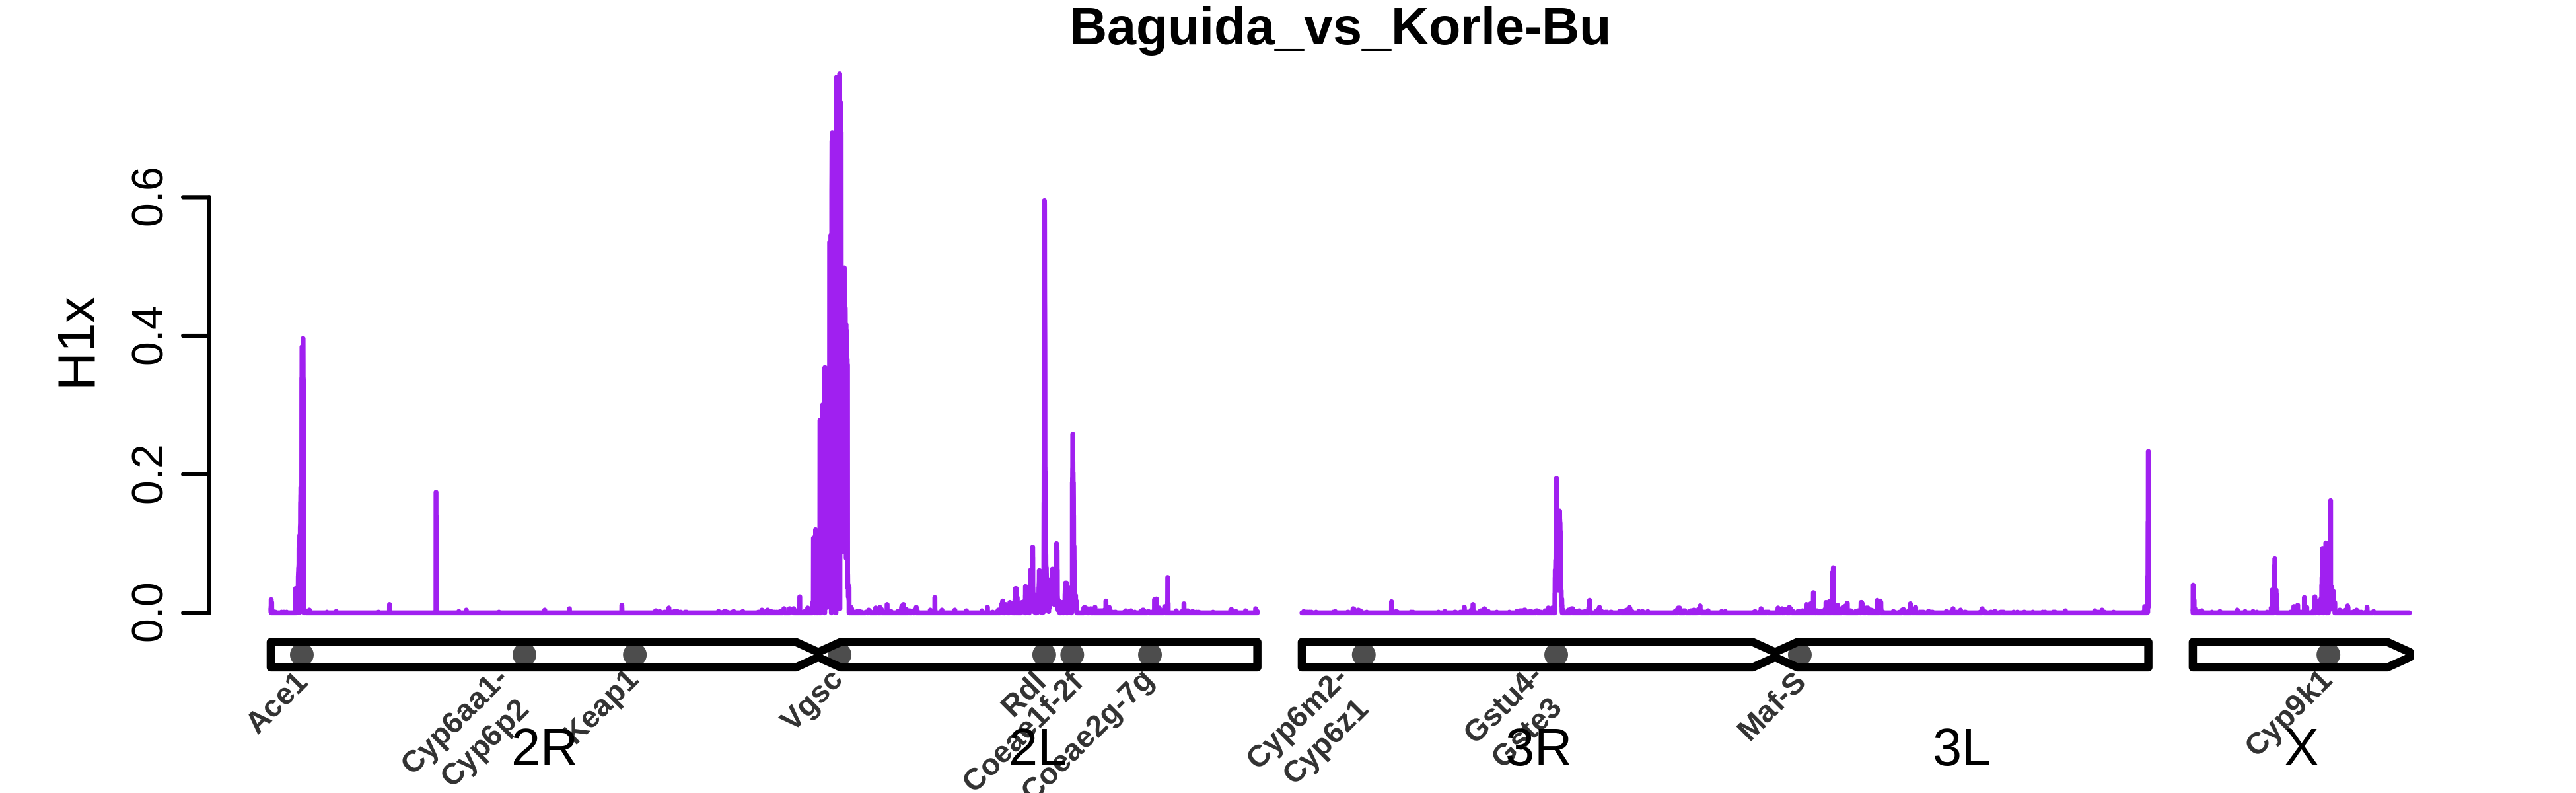 Baguida_vs_Korle-Bu
H1x
0.6
0.4
0.2
0.0
Ace1
Cyp6aa1-
Cyp6p2
Keap1
Vgsc
Rdl
Coeae1f-2f
Coeae2g-7g
Cyp6m2-
Cyp6z1
Gstu4-
Gste3
Maf-S
Cyp9k1
2R
2L
3R
3L
X